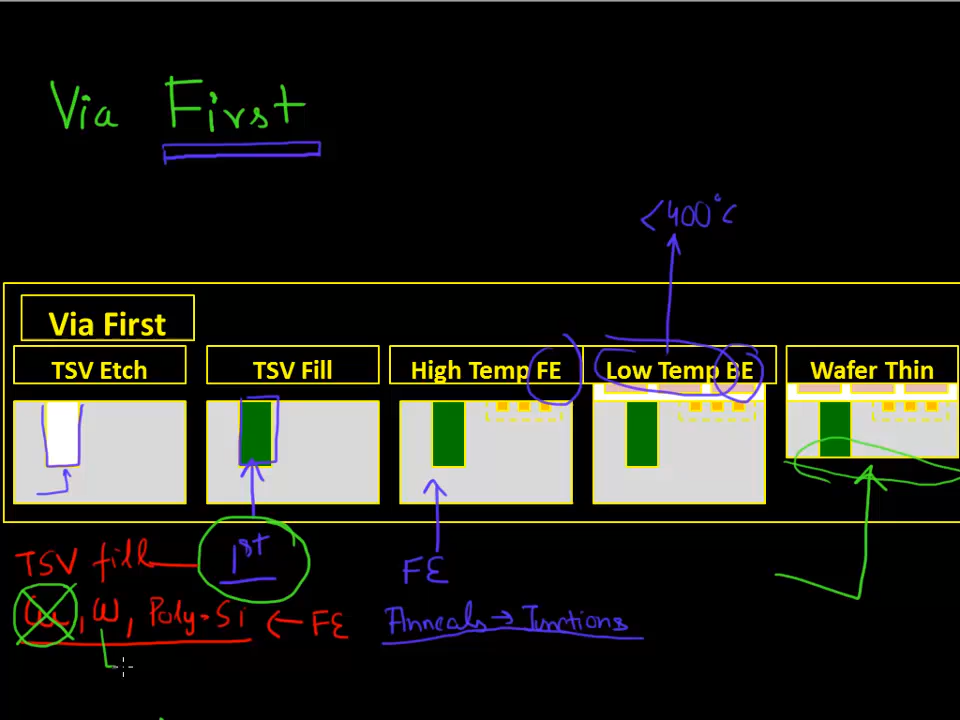 Via First
<400°C
Via First
TSV Etch TSV Fill High Temp FE Low Temp BE Wafer Thin
TSV fill 1st FE
Cu, W, Poly-Si ← FE Anneals → Junctions